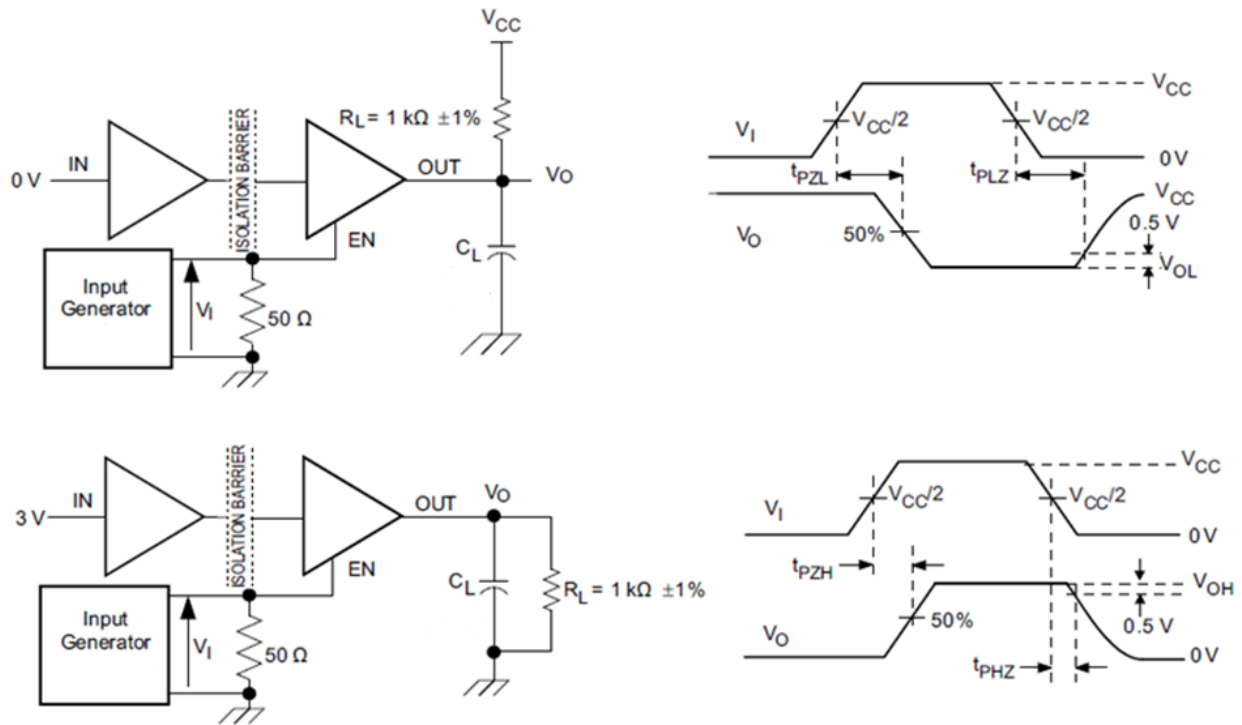 VCC
RL = 1 kΩ ±1%
ISOLATION BARRIER
0 V
IN
OUT
VO
EN
CL
Input
Generator
VI
50 Ω
VCC
VCC/2
VCC/2
VI
0 V
tPZL
tPLZ
VCC
0.5 V
VO
50%
VOL
ISOLATION BARRIER
3 V
IN
OUT
VO
EN
CL
RL = 1 kΩ ±1%
Input
Generator
VI
50 Ω
VCC
VCC/2
VCC/2
VI
0 V
tPZH
VOH
0.5 V
50%
VO
tPHZ
0 V